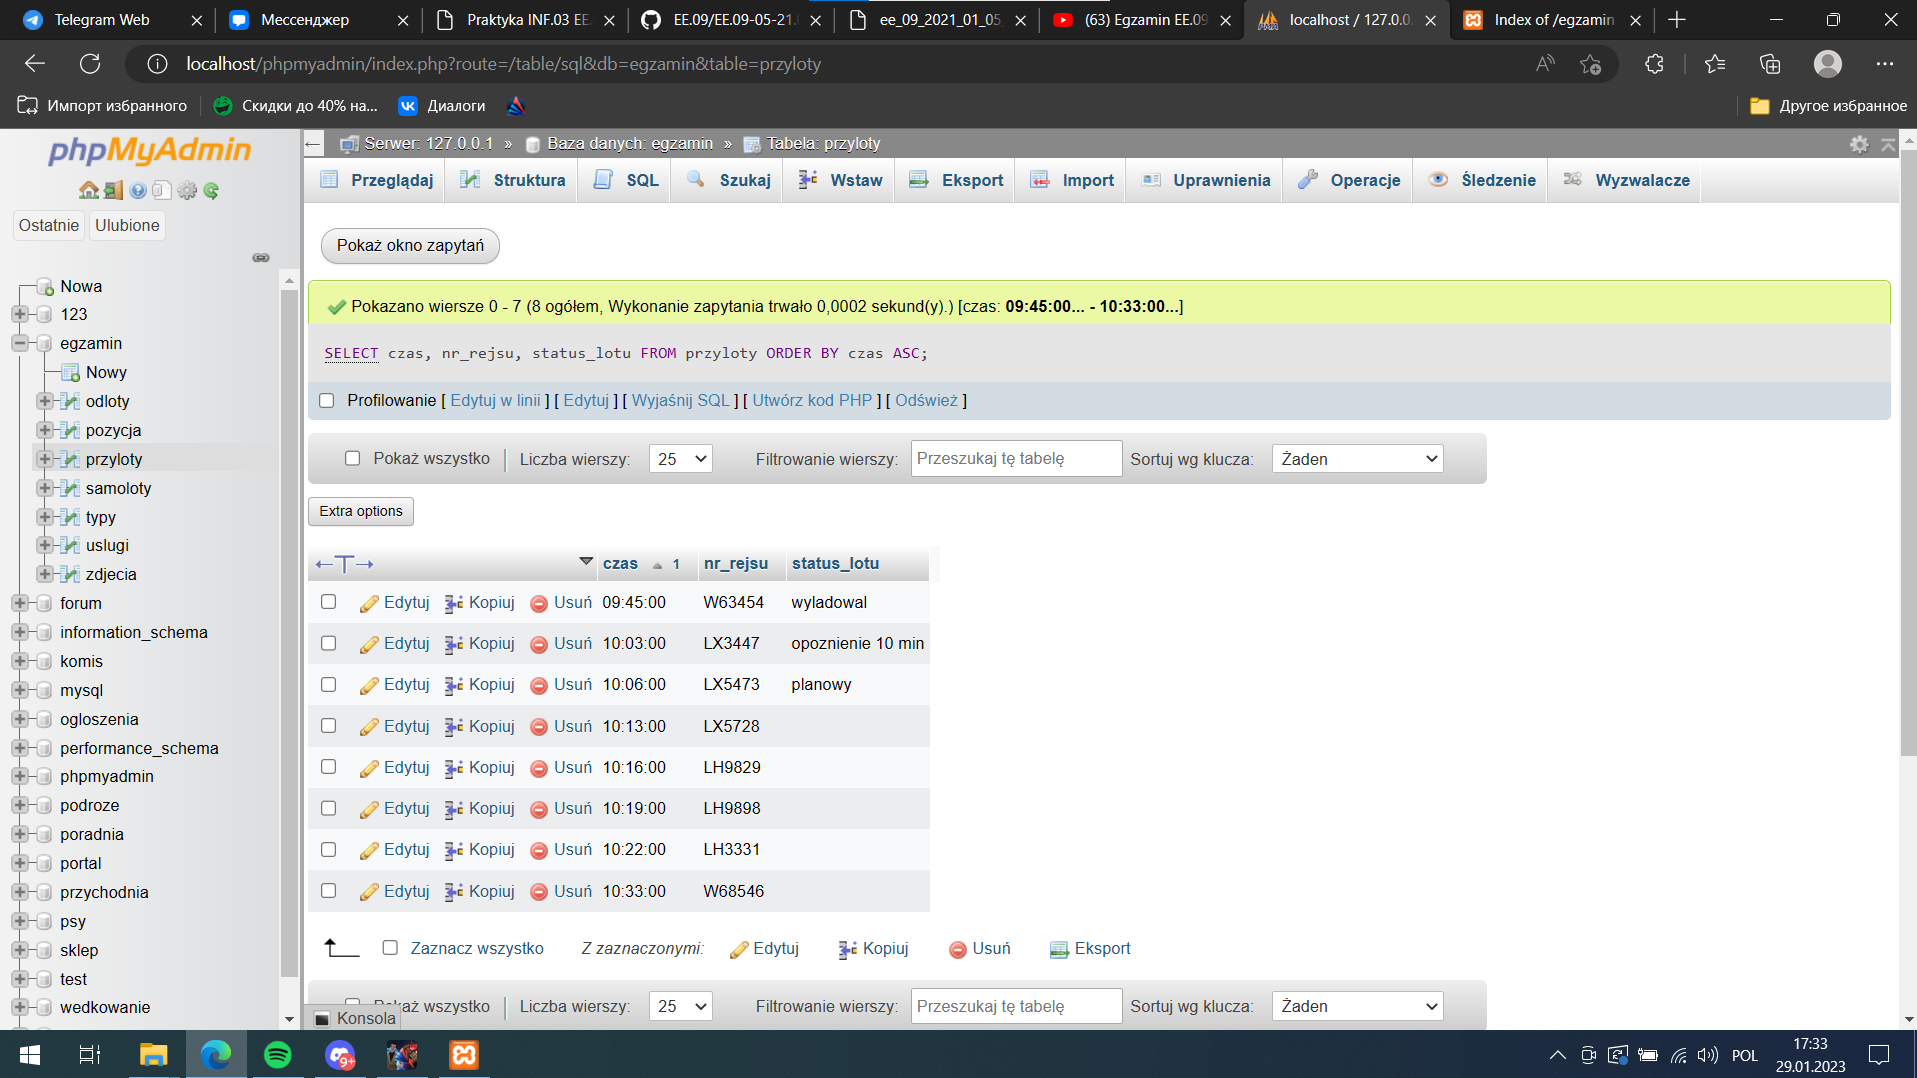 Telegram Web
Мессенджер
Praktyka INF.03 EE.
EE.09/EE.09-05-21.
ee_09_2021_01_05
(63) Egzamin EE.09
localhost / 127.0.0.
Index of /egzamin
localhost/phpmyadmin/index.php?route=/table/sql&db=egzamin&table=przyloty
Импорт избранного
Скидки до 40% на...
Диалоги
Другое избранное
phpMyAdmin
Serwer: 127.0.0.1 » Baza danych: egzamin » Tabela: przyloty
Przeglądaj
Struktura
SQL
Szukaj
Wstaw
Eksport
Import
Uprawnienia
Operacje
Śledzenie
Wyzwalacze
Ostatnie
Ulubione
Nowa
123
egzamin
Nowy
odloty
pozycja
przyloty
samoloty
typy
uslugi
zdjecia
forum
information_schema
komis
mysql
ogloszenia
performance_schema
phpmyadmin
podroze
poradnia
portal
przychodnia
psy
sklep
test
wedkowanie
Pokaż okno zapytań
Pokazano wiersze 0 - 7 (8 ogółem, Wykonanie zapytania trwało 0,0002 sekund(y).) [czas: 09:45:00... - 10:33:00...]
SELECT czas, nr_rejsu, status_lotu FROM przyloty ORDER BY czas ASC;
Profilowanie [ Edytuj w linii ] [ Edytuj ] [ Wyjaśnij SQL ] [ Utwórz kod PHP ] [ Odśwież ]
Pokaż wszystko | Liczba wierszy: 25 Filtrowanie wierszy: Przeszukaj tę tabelę Sortuj wg klucza: Żaden
Extra options
czas 1 nr_rejsu status_lotu
Edytuj Kopiuj Usuń 09:45:00 W63454 wyladowal
Edytuj Kopiuj Usuń 10:03:00 LX3447 opoznienie 10 min
Edytuj Kopiuj Usuń 10:06:00 LX5473 planowy
Edytuj Kopiuj Usuń 10:13:00 LX5728
Edytuj Kopiuj Usuń 10:16:00 LH9829
Edytuj Kopiuj Usuń 10:19:00 LH9898
Edytuj Kopiuj Usuń 10:22:00 LH3331
Edytuj Kopiuj Usuń 10:33:00 W68546
Zaznacz wszystko Z zaznaczonymi: Edytuj Kopiuj Usuń Eksport
Pokaż wszystko | Liczba wierszy: 25 Filtrowanie wierszy: Przeszukaj tę tabelę Sortuj wg klucza: Żaden
Konsola
9+
POL
17:33
29.01.2023